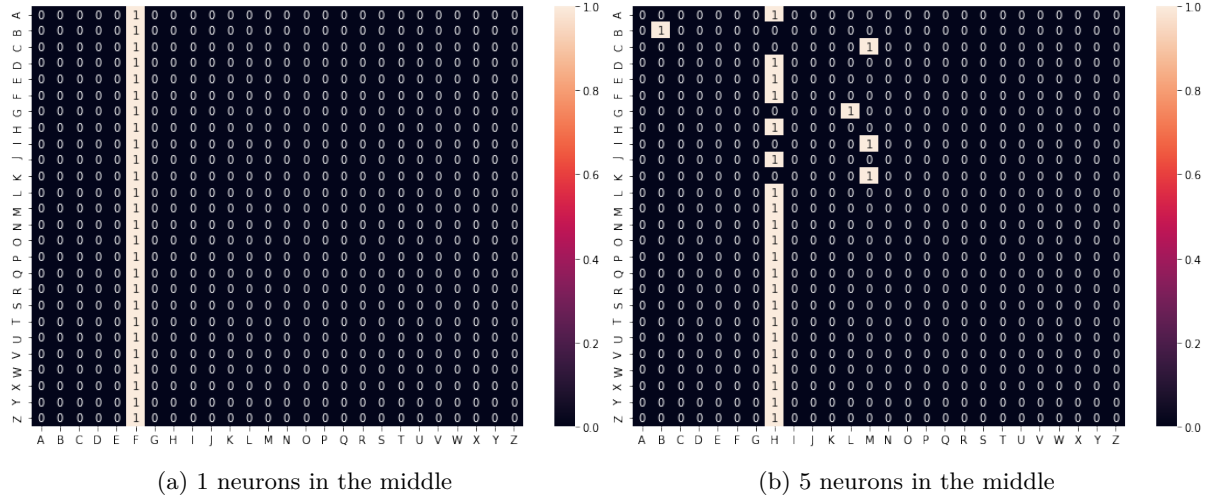 A 0 0 0 0 0 1 0 0 0 0 0 0 0 0 0 0 0 0 0 0 0 0 0 0 0 0
B 0 0 0 0 0 1 0 0 0 0 0 0 0 0 0 0 0 0 0 0 0 0 0 0 0 0
C 0 0 0 0 0 1 0 0 0 0 0 0 0 0 0 0 0 0 0 0 0 0 0 0 0 0
D 0 0 0 0 0 1 0 0 0 0 0 0 0 0 0 0 0 0 0 0 0 0 0 0 0 0
E 0 0 0 0 0 1 0 0 0 0 0 0 0 0 0 0 0 0 0 0 0 0 0 0 0 0
F 0 0 0 0 0 1 0 0 0 0 0 0 0 0 0 0 0 0 0 0 0 0 0 0 0 0
G 0 0 0 0 0 1 0 0 0 0 0 0 0 0 0 0 0 0 0 0 0 0 0 0 0 0
H 0 0 0 0 0 1 0 0 0 0 0 0 0 0 0 0 0 0 0 0 0 0 0 0 0 0
I 0 0 0 0 0 1 0 0 0 0 0 0 0 0 0 0 0 0 0 0 0 0 0 0 0 0
J 0 0 0 0 0 1 0 0 0 0 0 0 0 0 0 0 0 0 0 0 0 0 0 0 0 0
K 0 0 0 0 0 1 0 0 0 0 0 0 0 0 0 0 0 0 0 0 0 0 0 0 0 0
L 0 0 0 0 0 1 0 0 0 0 0 0 0 0 0 0 0 0 0 0 0 0 0 0 0 0
M 0 0 0 0 0 1 0 0 0 0 0 0 0 0 0 0 0 0 0 0 0 0 0 0 0 0
N 0 0 0 0 0 1 0 0 0 0 0 0 0 0 0 0 0 0 0 0 0 0 0 0 0 0
O 0 0 0 0 0 1 0 0 0 0 0 0 0 0 0 0 0 0 0 0 0 0 0 0 0 0
P 0 0 0 0 0 1 0 0 0 0 0 0 0 0 0 0 0 0 0 0 0 0 0 0 0 0
Q 0 0 0 0 0 1 0 0 0 0 0 0 0 0 0 0 0 0 0 0 0 0 0 0 0 0
R 0 0 0 0 0 1 0 0 0 0 0 0 0 0 0 0 0 0 0 0 0 0 0 0 0 0
S 0 0 0 0 0 1 0 0 0 0 0 0 0 0 0 0 0 0 0 0 0 0 0 0 0 0
T 0 0 0 0 0 1 0 0 0 0 0 0 0 0 0 0 0 0 0 0 0 0 0 0 0 0
U 0 0 0 0 0 1 0 0 0 0 0 0 0 0 0 0 0 0 0 0 0 0 0 0 0 0
V 0 0 0 0 0 1 0 0 0 0 0 0 0 0 0 0 0 0 0 0 0 0 0 0 0 0
W 0 0 0 0 0 1 0 0 0 0 0 0 0 0 0 0 0 0 0 0 0 0 0 0 0 0
X 0 0 0 0 0 1 0 0 0 0 0 0 0 0 0 0 0 0 0 0 0 0 0 0 0 0
Y 0 0 0 0 0 1 0 0 0 0 0 0 0 0 0 0 0 0 0 0 0 0 0 0 0 0
Z 0 0 0 0 0 1 0 0 0 0 0 0 0 0 0 0 0 0 0 0 0 0 0 0 0 0
A B C D E F G H I J K L M N O P Q R S T U V W X Y Z
1.0
0.8
0.6
0.4
0.2
0.0
(a) 1 neurons in the middle
A 0 0 0 0 0 0 0 1 0 0 0 0 0 0 0 0 0 0 0 0 0 0 0 0 0 0
B 0 1 0 0 0 0 0 0 0 0 0 0 0 0 0 0 0 0 0 0 0 0 0 0 0 0
C 0 0 0 0 0 0 0 0 0 0 0 0 1 0 0 0 0 0 0 0 0 0 0 0 0 0
D 0 0 0 0 0 0 0 1 0 0 0 0 0 0 0 0 0 0 0 0 0 0 0 0 0 0
E 0 0 0 0 0 0 0 1 0 0 0 0 0 0 0 0 0 0 0 0 0 0 0 0 0 0
F 0 0 0 0 0 0 0 1 0 0 0 0 0 0 0 0 0 0 0 0 0 0 0 0 0 0
G 0 0 0 0 0 0 0 0 0 0 0 1 0 0 0 0 0 0 0 0 0 0 0 0 0 0
H 0 0 0 0 0 0 0 1 0 0 0 0 0 0 0 0 0 0 0 0 0 0 0 0 0 0
I 0 0 0 0 0 0 0 0 0 0 0 0 1 0 0 0 0 0 0 0 0 0 0 0 0 0
J 0 0 0 0 0 0 0 1 0 0 0 0 0 0 0 0 0 0 0 0 0 0 0 0 0 0
K 0 0 0 0 0 0 0 0 0 0 0 0 1 0 0 0 0 0 0 0 0 0 0 0 0 0
L 0 0 0 0 0 0 0 1 0 0 0 0 0 0 0 0 0 0 0 0 0 0 0 0 0 0
M 0 0 0 0 0 0 0 1 0 0 0 0 0 0 0 0 0 0 0 0 0 0 0 0 0 0
N 0 0 0 0 0 0 0 1 0 0 0 0 0 0 0 0 0 0 0 0 0 0 0 0 0 0
O 0 0 0 0 0 0 0 1 0 0 0 0 0 0 0 0 0 0 0 0 0 0 0 0 0 0
P 0 0 0 0 0 0 0 1 0 0 0 0 0 0 0 0 0 0 0 0 0 0 0 0 0 0
Q 0 0 0 0 0 0 0 1 0 0 0 0 0 0 0 0 0 0 0 0 0 0 0 0 0 0
R 0 0 0 0 0 0 0 1 0 0 0 0 0 0 0 0 0 0 0 0 0 0 0 0 0 0
S 0 0 0 0 0 0 0 1 0 0 0 0 0 0 0 0 0 0 0 0 0 0 0 0 0 0
T 0 0 0 0 0 0 0 1 0 0 0 0 0 0 0 0 0 0 0 0 0 0 0 0 0 0
U 0 0 0 0 0 0 0 1 0 0 0 0 0 0 0 0 0 0 0 0 0 0 0 0 0 0
V 0 0 0 0 0 0 0 1 0 0 0 0 0 0 0 0 0 0 0 0 0 0 0 0 0 0
W 0 0 0 0 0 0 0 1 0 0 0 0 0 0 0 0 0 0 0 0 0 0 0 0 0 0
X 0 0 0 0 0 0 0 1 0 0 0 0 0 0 0 0 0 0 0 0 0 0 0 0 0 0
Y 0 0 0 0 0 0 0 1 0 0 0 0 0 0 0 0 0 0 0 0 0 0 0 0 0 0
Z 0 0 0 0 0 0 0 1 0 0 0 0 0 0 0 0 0 0 0 0 0 0 0 0 0 0
A B C D E F G H I J K L M N O P Q R S T U V W X Y Z
1.0
0.8
0.6
0.4
0.2
0.0
(b) 5 neurons in the middle